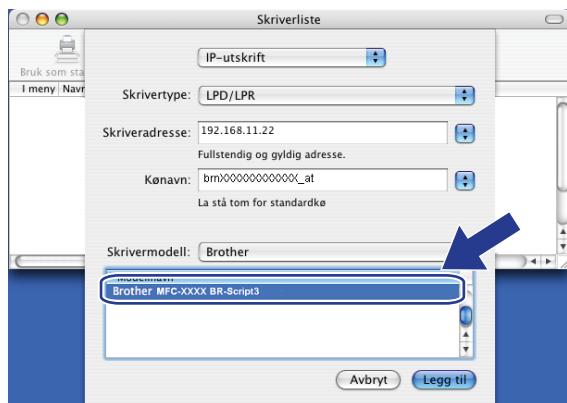 Skriverliste
IP-utskrift
Bruk som sta
I meny Navn
Skrivertype: LPD/LPR
Skriveradresse: 192.168.11.22
Fullstendig og gyldig adresse.
Kønavn: brnXXXXXXXXXXXX_at
La stå tom for standardkø
Skrivermodell: Brother
Modellnavn
Brother MFC-XXXX BR-Script3
Avbryt Legg til